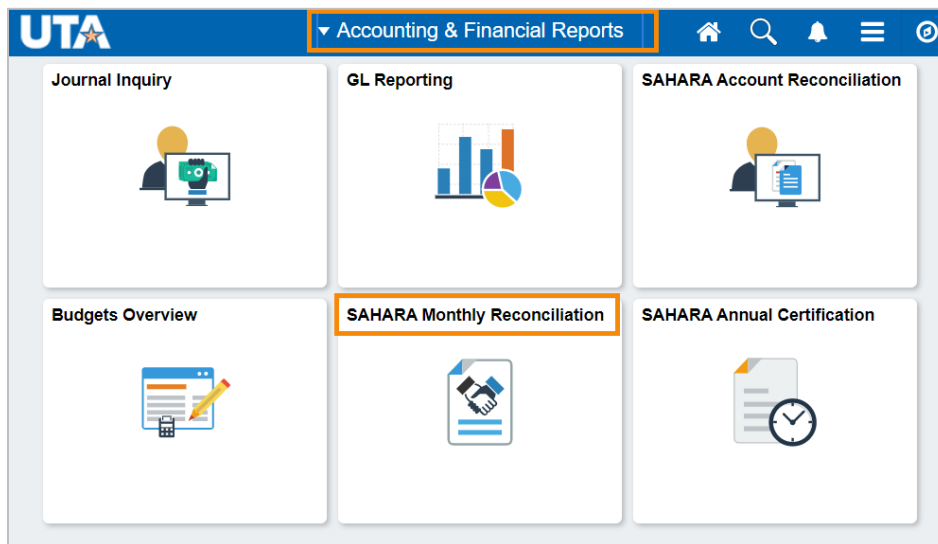 UTA
Accounting & Financial Reports
Journal Inquiry
GL Reporting
SAHARA Account Reconciliation
Budgets Overview
SAHARA Monthly Reconciliation
SAHARA Annual Certification